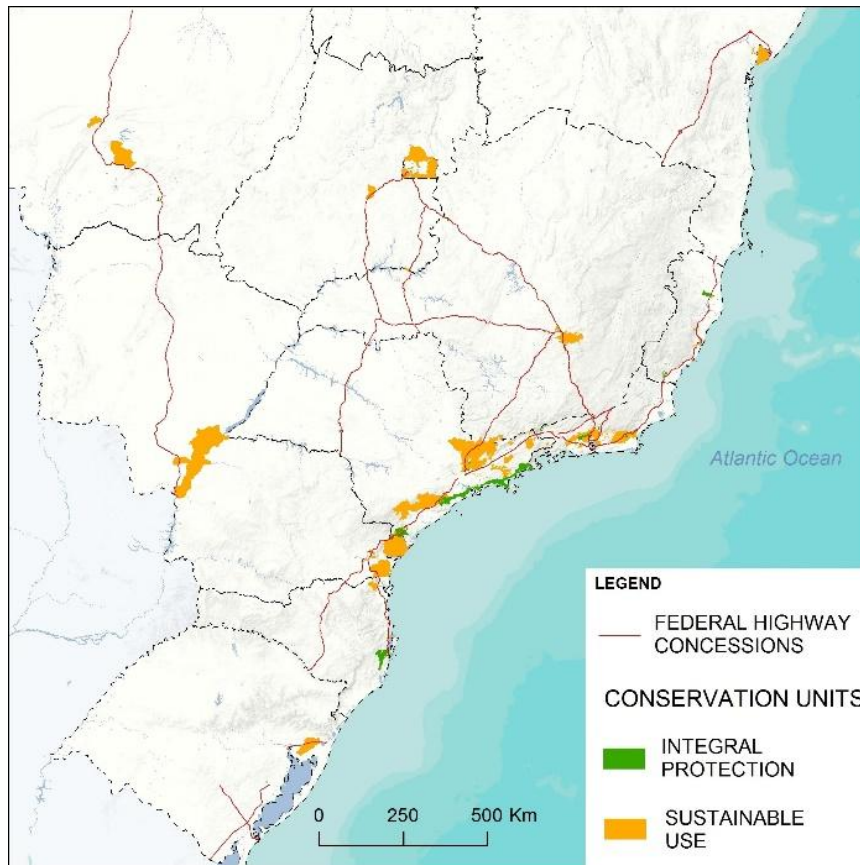 Atlantic Ocean
LEGEND
FEDERAL HIGHWAY
CONCESSIONS
CONSERVATION UNITS
INTEGRAL
PROTECTION
SUSTAINABLE
USE
0 250 500 Km